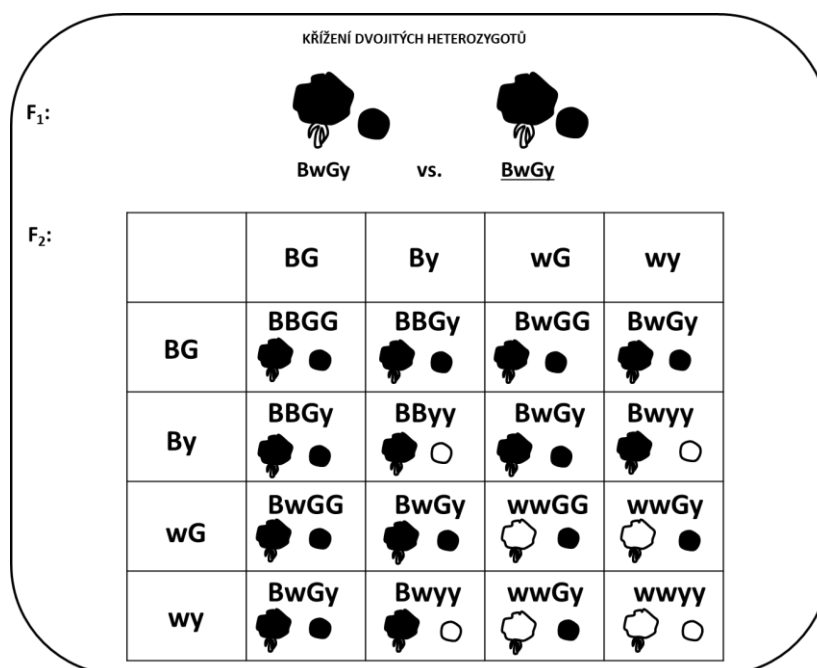 KŘÍŽENÍ DVOJITÝCH HETEROZYGOTŮ
F₁:
BwGy vs. BwGy
F₂:
BG By wG wy
BG BBGG BBGy BwGG BwGy
By BBGy BByy BwGy Bwyy
wG BwGG BwGy wwGG wwGy
wy BwGy Bwyy wwGy wwyy